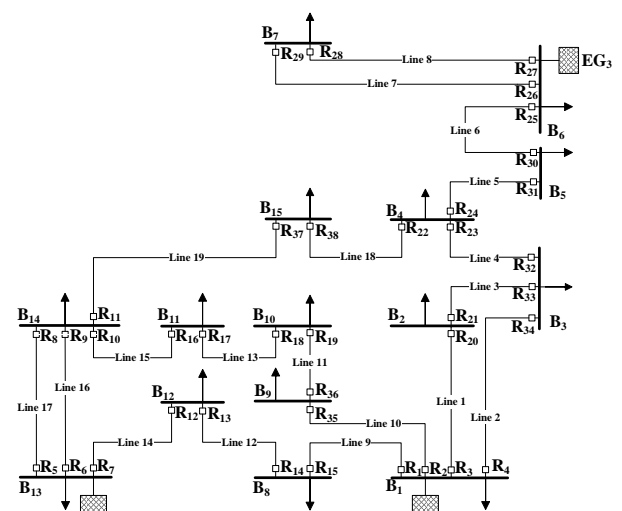 B7
R29
R28
Line 8
R27
EG3
Line 7
R26
R25
B6
Line 6
R30
Line 5
R31
B5
B15
R37
R38
B4
R24
R22
R23
Line 19
Line 18
Line 4
R32
Line 3
R33
R34
B3
B14
R11
R8
R9
R10
B11
R16
R17
B10
R18
R19
B2
R21
R20
Line 15
Line 13
Line 11
Line 16
B12
R12
R13
B9
R36
R35
Line 17
Line 1
Line 2
Line 14
Line 12
Line 10
Line 9
R5
R6
R7
B13
R14
R15
B8
R1
R2
R3
R4
B1